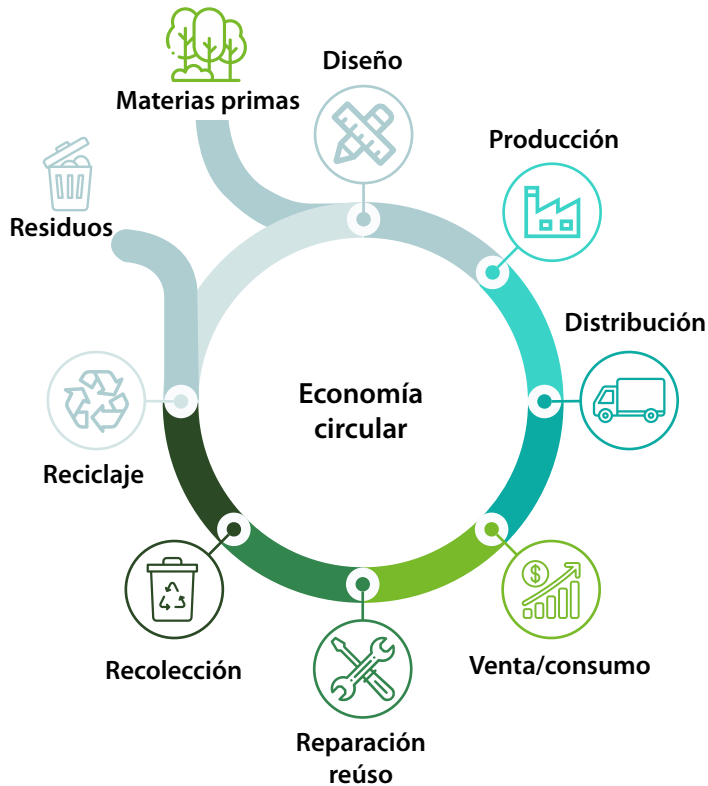 Diseño
Materias primas
Producción
Residuos
Distribución
Economía
circular
Reciclaje
Recolección
Venta/consumo
$
Reparación
reúso